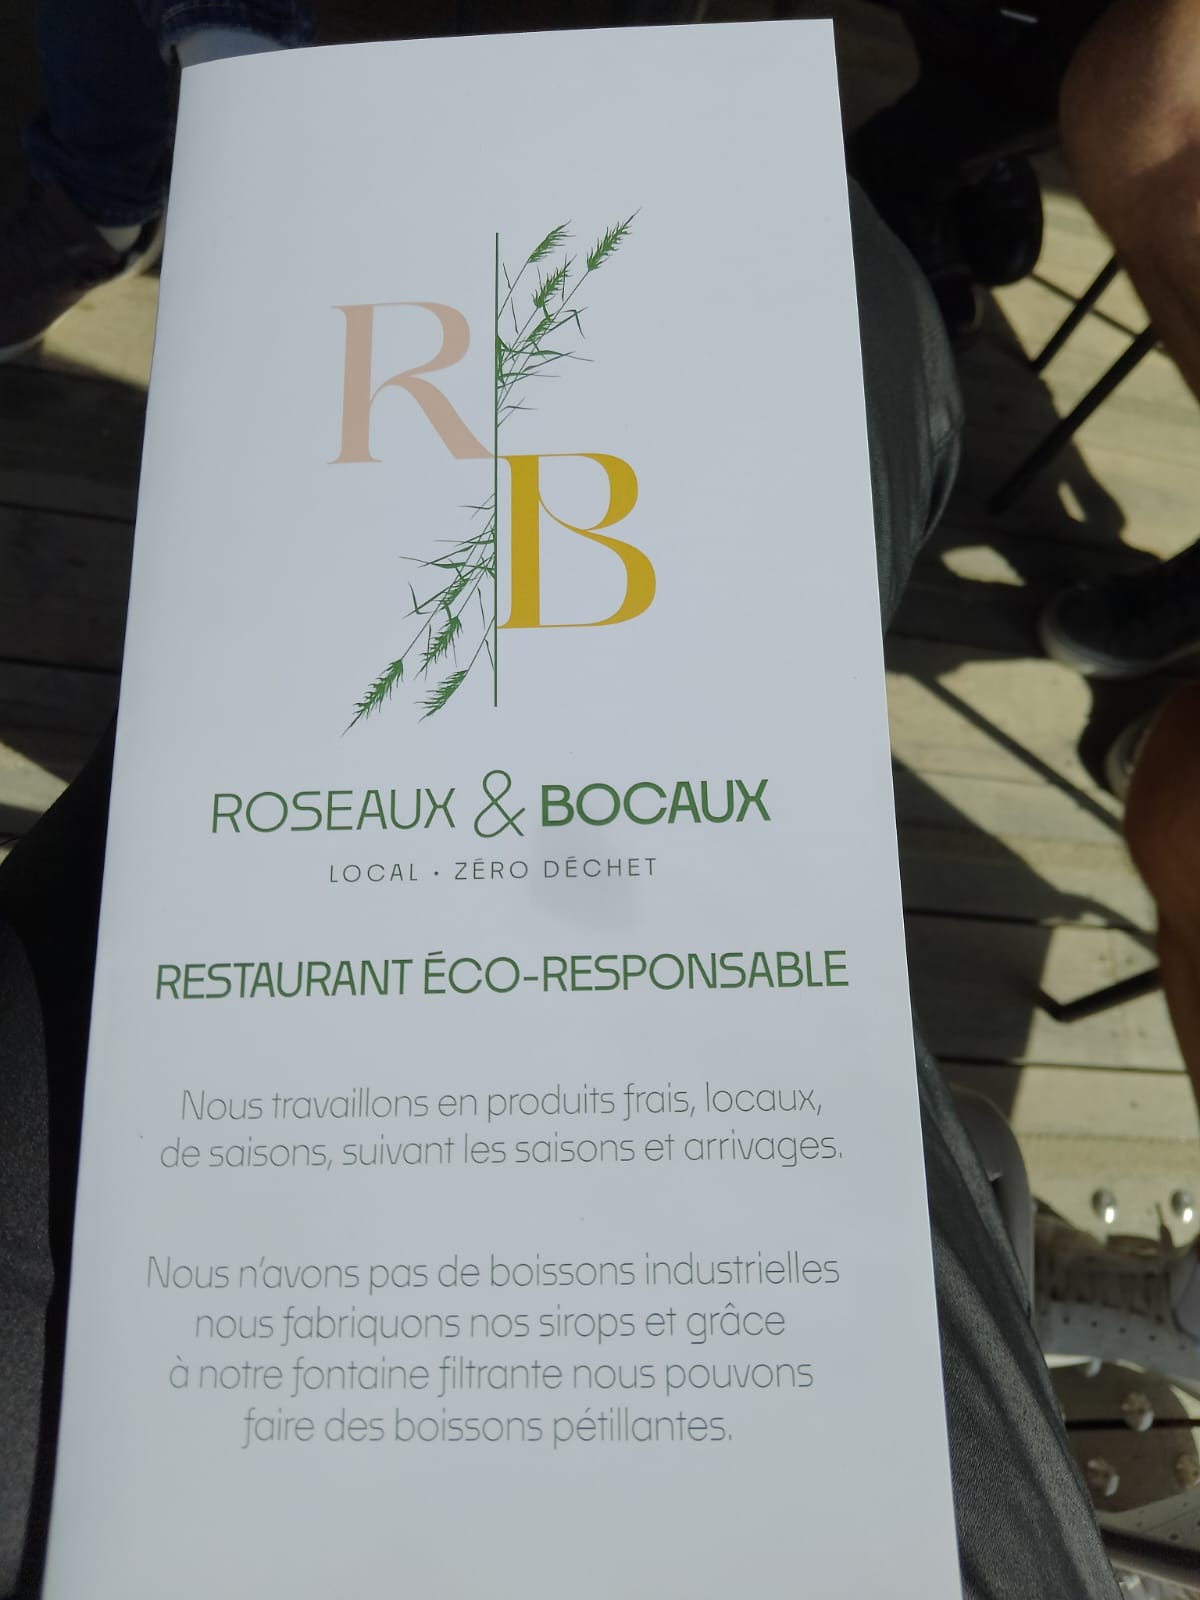 R
B
ROSEAUX & BOCAUX
LOCAL • ZÉRO DÉCHET
RESTAURANT ÉCO-RESPONSABLE
Nous travaillons en produits frais, locaux,
de saisons, suivant les saisons et arrivages.
Nous n'avons pas de boissons industrielles
nous fabriquons nos sirops et grâce
à notre fontaine filtrante nous pouvons
faire des boissons pétillantes.